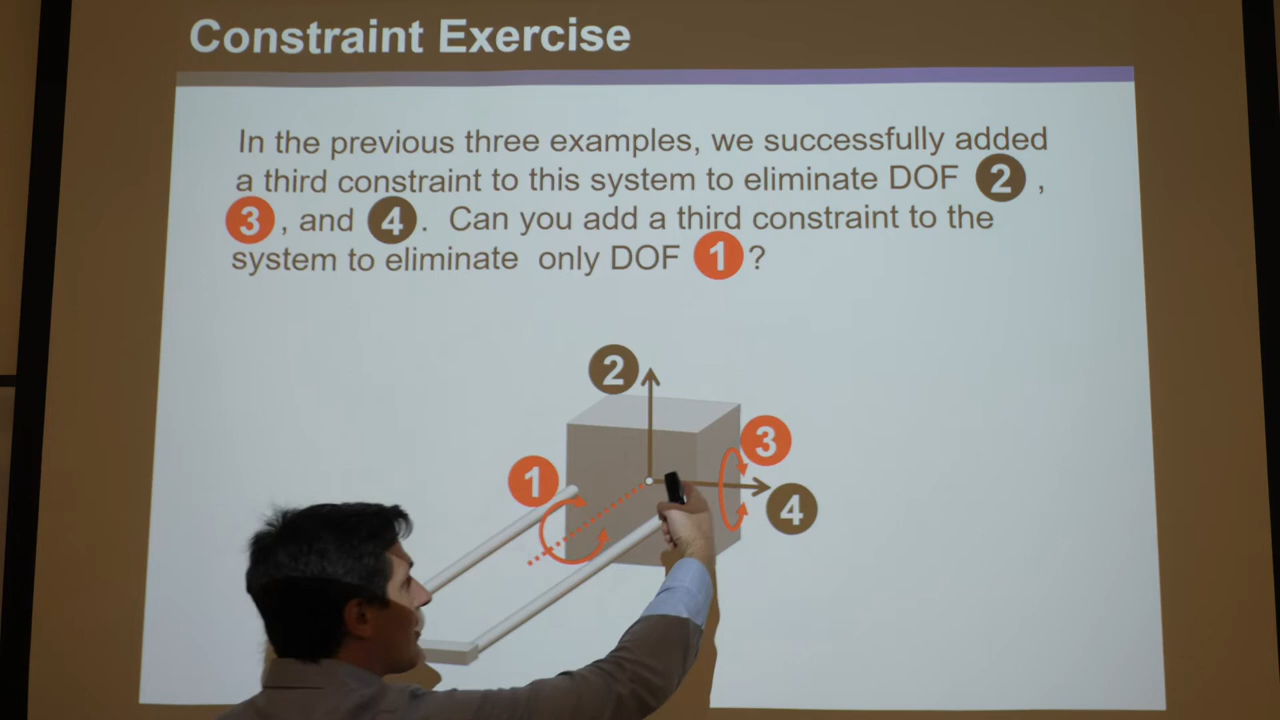 Constraint Exercise
In the previous three examples, we successfully added
a third constraint to this system to eliminate DOF 2 ,
3 , and 4 . Can you add a third constraint to the
system to eliminate only DOF 1 ?
2
3
1
4